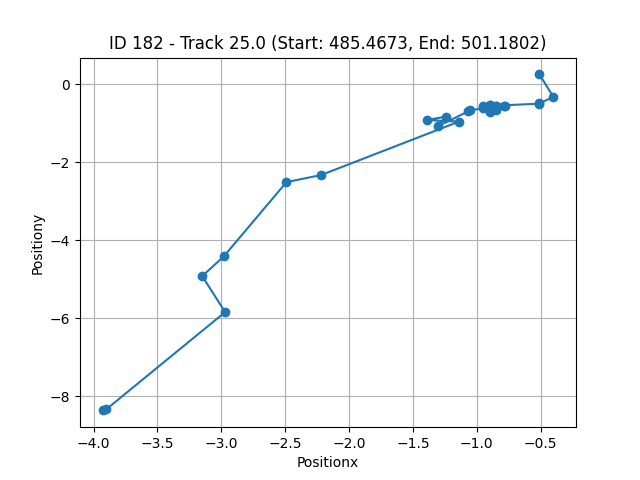 ID 182 - Track 25.0 (Start: 485.4673, End: 501.1802)
0
−2
−4
−6
−8
Positiony
−4.0 −3.5 −3.0 −2.5 −2.0 −1.5 −1.0 −0.5
Positionx